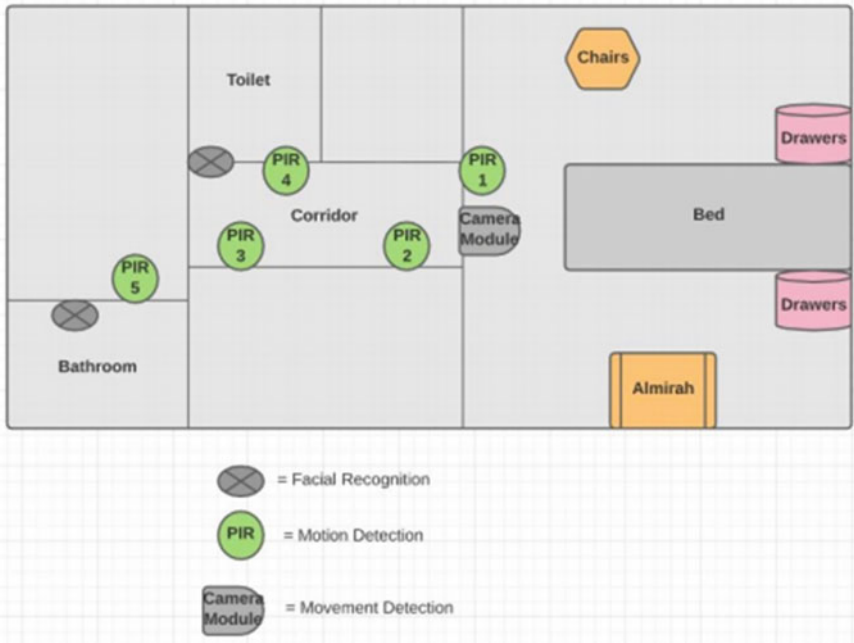 Chairs
Toilet
Drawers
PIR
4
PIR
1
Corridor
Camera
Module
Bed
PIR
3
PIR
2
PIR
5
Drawers
Bathroom
Almirah
= Facial Recognition
PIR = Motion Detection
Camera
Module = Movement Detection